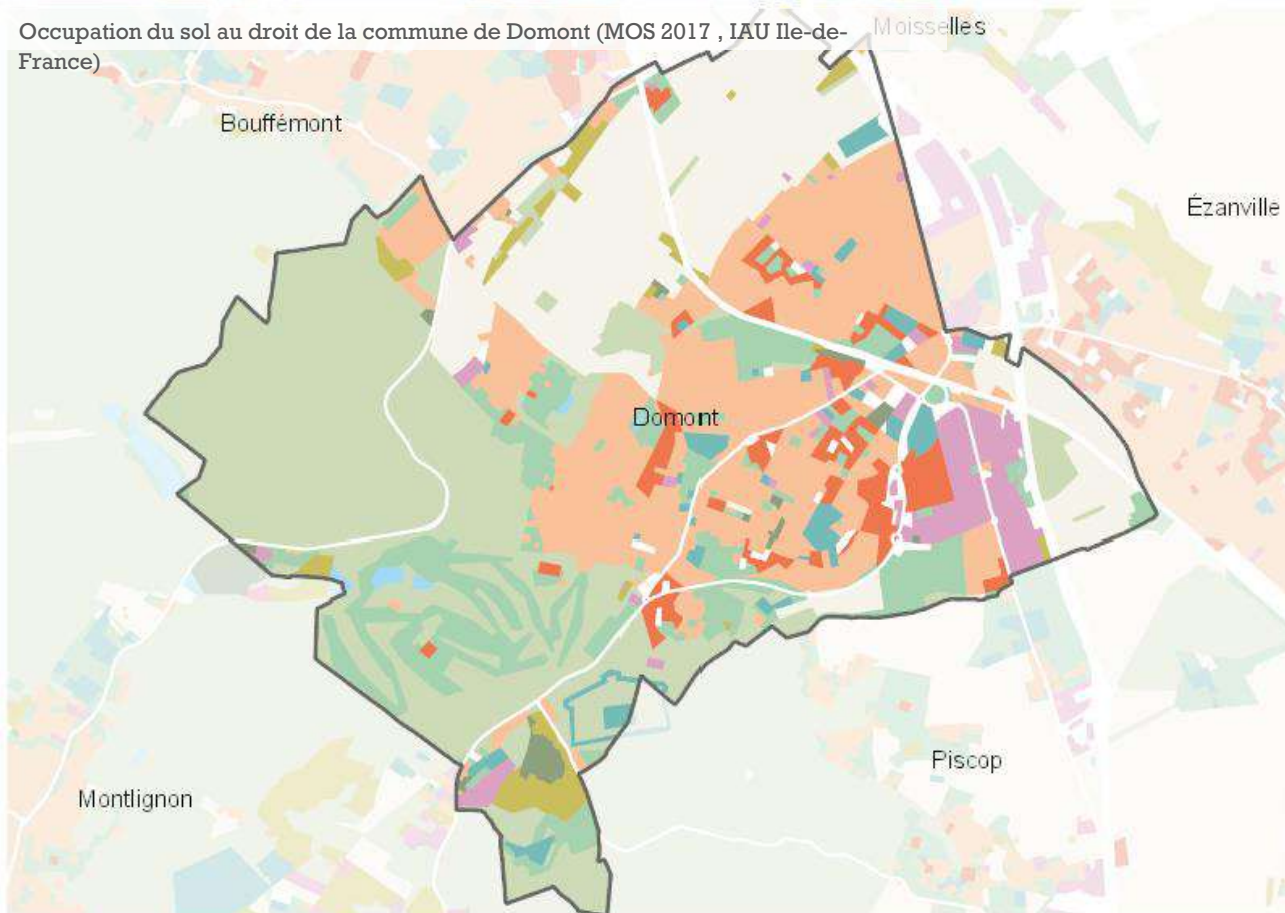 Occupation du sol au droit de la commune de Domont (MOS 2017 , IAU Ile-de-
France)
Moisselles
Bouffémont
Ézanville
Domont
Piscop
Montlignon